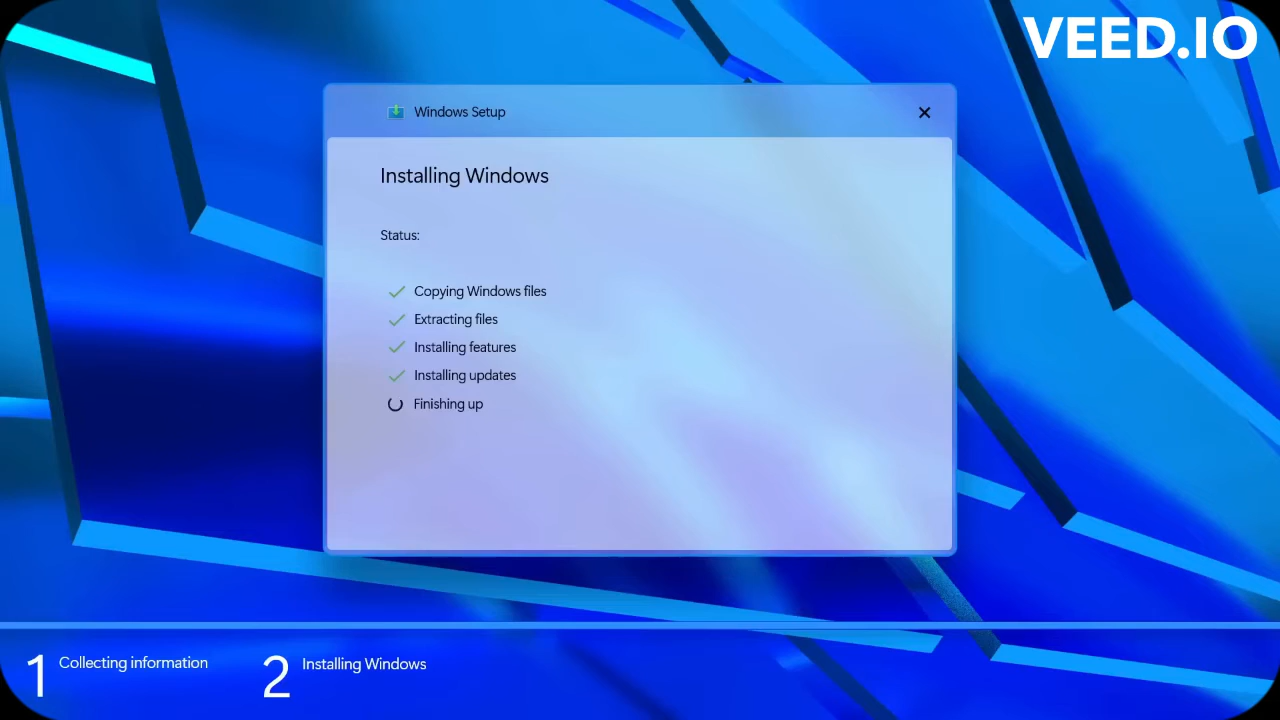 VEED.IO
Windows Setup
Installing Windows
Status:
Copying Windows files
Extracting files
Installing features
Installing updates
Finishing up
1 Collecting information
2 Installing Windows